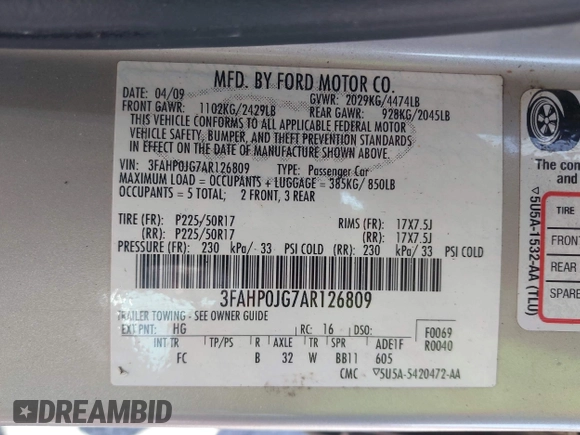 MFD. BY FORD MOTOR CO.
DATE: 04/09 GVWR: 2029KG/4474LB
FRONT GAWR: 1102KG/2429LB REAR GAWR: 928KG/2045LB
THIS VEHICLE CONFORMS TO ALL APPLICABLE FEDERAL MOTOR
VEHICLE SAFETY, BUMPER, AND THEFT PREVENTION STANDARDS
IN EFFECT ON THE DATE OF MANUFACTURE SHOWN ABOVE.
VIN: 3FAHP0JG7AR126809 TYPE: Passenger Car
MAXIMUM LOAD = OCCUPANTS + LUGGAGE = 385KG/ 850LB
OCCUPANTS = 5 TOTAL; 2 FRONT, 3 REAR
TIRE (FR): P225/50R17 RIMS (FR): 17X7.5J
(RR): P225/50R17 (RR): 17X7.5J
PRESSURE (FR): 230 kPa/ 33 PSI COLD (RR): 230 kPa/ 33 PSI COLD
3FAHP0JG7AR126809
TRAILER TOWING - SEE OWNER GUIDE
EXT PNT: HG RC: 16 DSO: F0069
INT TR TP/PS R AXLE TR SPR ADE1F R0040
FC B 32 W BB11 605
CMC ▽5U5A-5420472-AA
The con
and
▽5U5A-1532-AA (TLU)
TIRE
FRONT
REAR
SPARE
DREAMBID